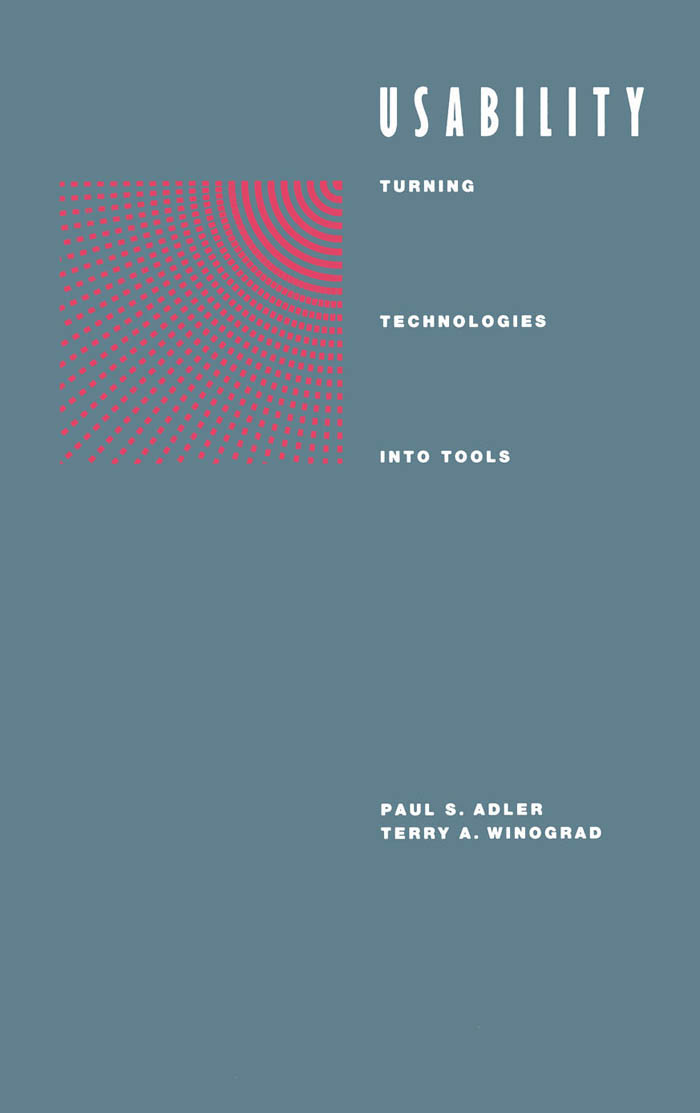 USABILITY
TURNING
TECHNOLOGIES
INTO TOOLS
PAUL S. ADLER
TERRY A. WINOGRAD